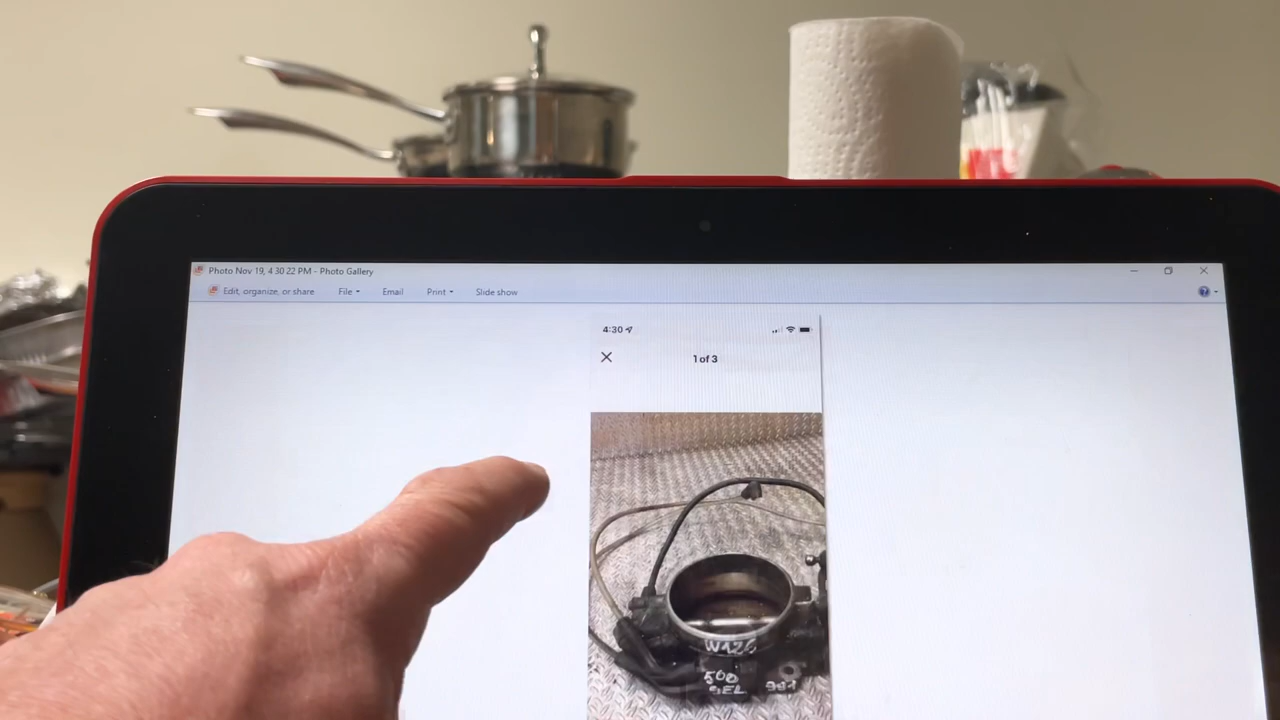 Photo Nov 19, 4 30 22 PM - Photo Gallery
Edit, organize, or share File Email Print Slide show
4:30
1 of 3
W126
500
SEL